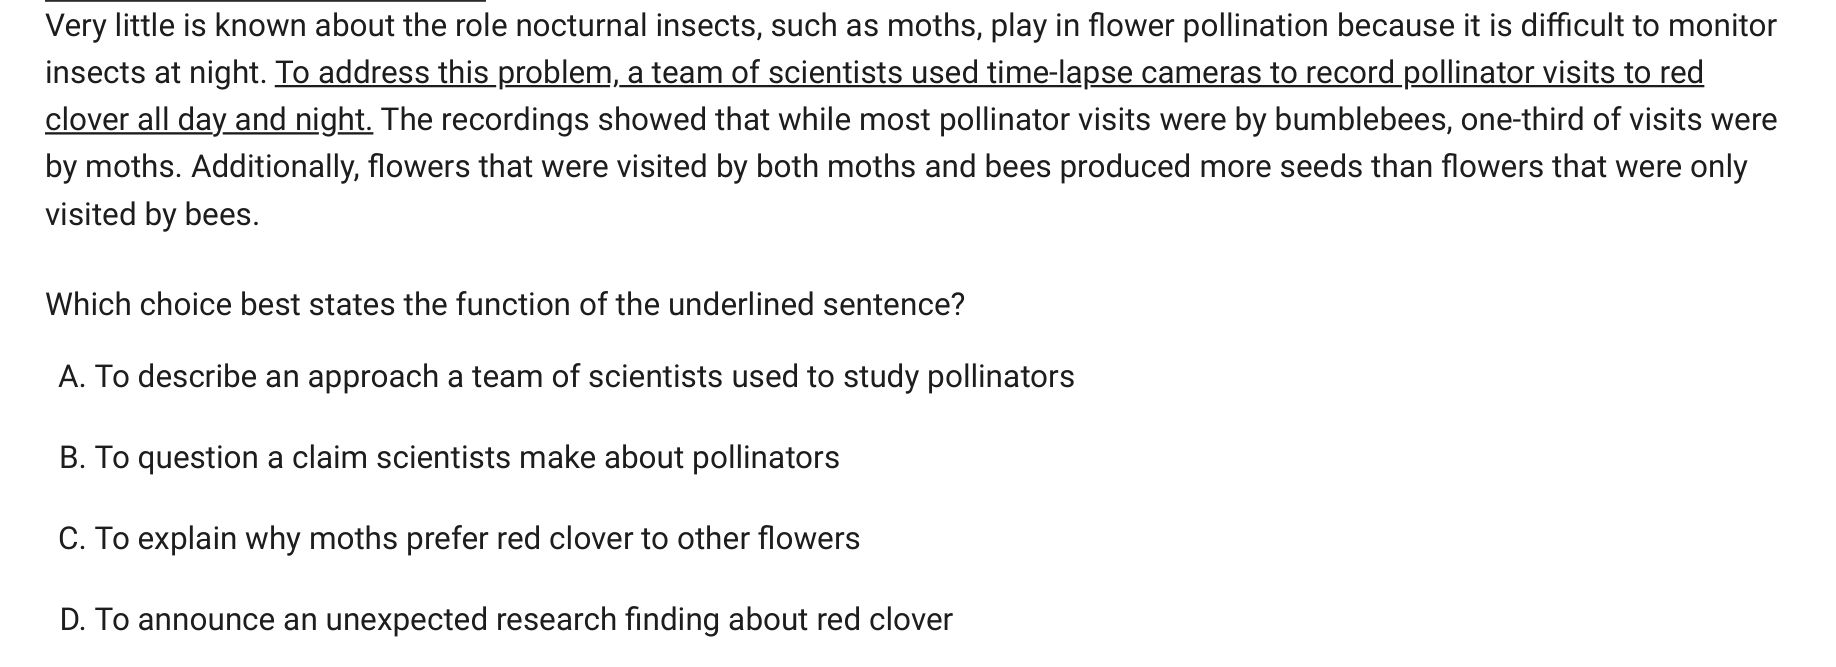 Very little is known about the role nocturnal insects, such as moths, play in flower pollination because it is difficult to monitor
insects at night. To address this problem, a team of scientists used time-lapse cameras to record pollinator visits to red
clover all day and night. The recordings showed that while most pollinator visits were by bumblebees, one-third of visits were
by moths. Additionally, flowers that were visited by both moths and bees produced more seeds than flowers that were only
visited by bees.
Which choice best states the function of the underlined sentence?
A. To describe an approach a team of scientists used to study pollinators
B. To question a claim scientists make about pollinators
C. To explain why moths prefer red clover to other flowers
D. To announce an unexpected research finding about red clover